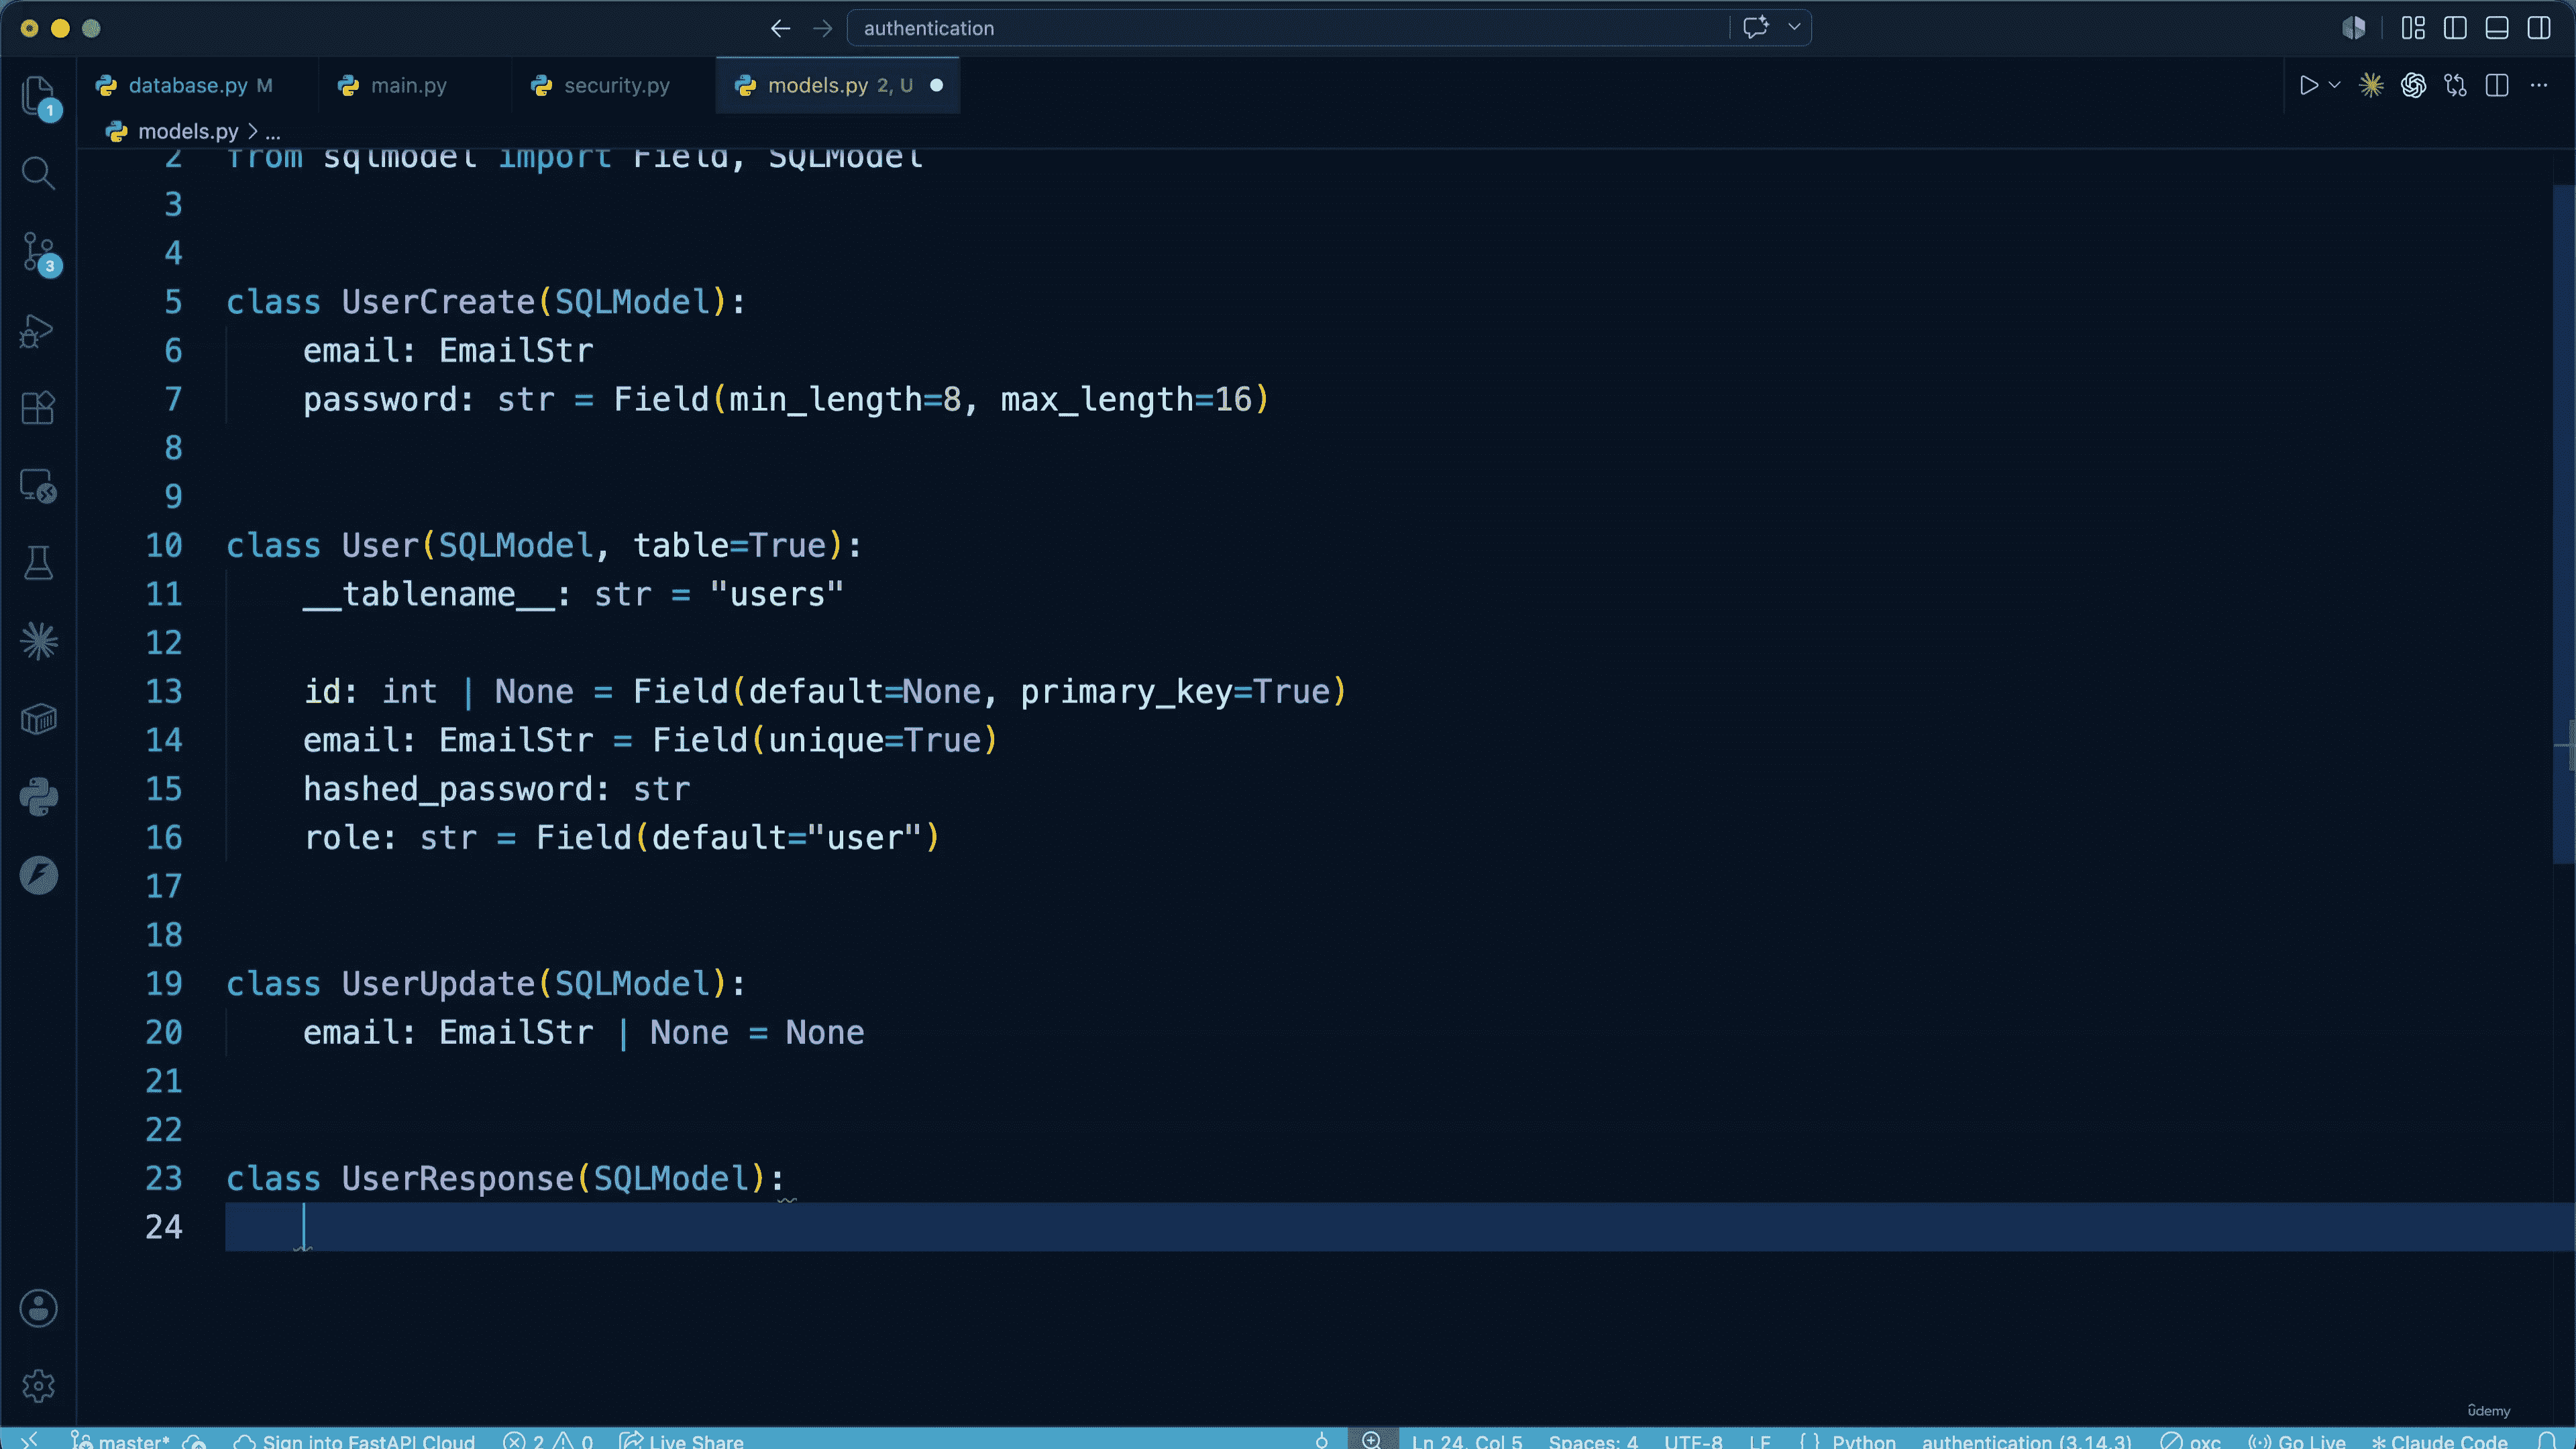 authentication
database.py M
main.py
security.py
models.py 2, U
1
models.py > ...
2 from sqlmodel import Field, SQLModel
3
4
3
5 class UserCreate(SQLModel):
6     email: EmailStr
7     password: str = Field(min_length=8, max_length=16)
8
9
10 class User(SQLModel, table=True):
11     __tablename__: str = "users"
12
13     id: int | None = Field(default=None, primary_key=True)
14     email: EmailStr = Field(unique=True)
15     hashed_password: str
16     role: str = Field(default="user")
17
18
19 class UserUpdate(SQLModel):
20     email: EmailStr | None = None
21
22
23 class UserResponse(SQLModel):
24
ûdemy
master* Sign into FastAPI Cloud 2 0 Live Share Ln 24, Col 5 Spaces: 4 UTF-8 LF { } Python authentication (3.14.3) oxc Go Live Claude Code